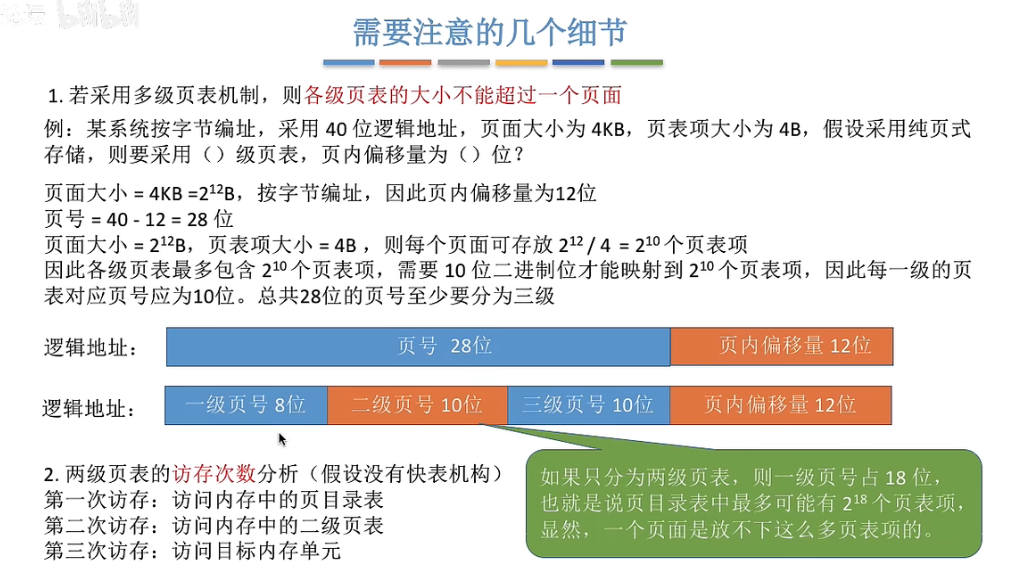 论坛 bilibili
需要注意的几个细节
1. 若采用多级页表机制，则各级页表的大小不能超过一个页面
例：某系统按字节编址，采用 40 位逻辑地址，页面大小为 4KB，页表项大小为 4B，假设采用纯页式
存储，则要采用（）级页表，页内偏移量为（）位？
页面大小 = 4KB =2¹²B，按字节编址，因此页内偏移量为12位
页号 = 40 - 12 = 28 位
页面大小 = 2¹²B，页表项大小 = 4B ，则每个页面可存放 2¹² / 4 = 2¹⁰ 个页表项
因此各级页表最多包含 2¹⁰ 个页表项，需要 10 位二进制位才能映射到 2¹⁰ 个页表项，因此每一级的页
表对应页号应为10位。总共28位的页号至少要分为三级
逻辑地址： 页号 28位 页内偏移量 12位
逻辑地址： 一级页号 8位 二级页号 10位 三级页号 10位 页内偏移量 12位
2. 两级页表的访存次数分析（假设没有快表机构）
第一次访存：访问内存中的页目录表
第二次访存：访问内存中的二级页表
第三次访存：访问目标内存单元
如果只分为两级页表，则一级页号占 18 位，
也就是说页目录表中最多可能有 2¹⁸ 个页表项，
显然，一个页面是放不下这么多页表项的。